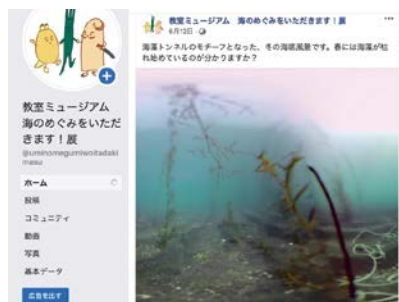 教室ミュージアム
海のめぐみをいただ
きます！展
@uminomegumiwoitadaki
masu
ホーム
投稿
コミュニティ
動画
写真
基本データ
広告を出す
教室ミュージアム 海のめぐみをいただきます！展
6月12日
海藻トンネルのモチーフとなった、冬の海底風景です。春には海藻が枯
れ始めているのが分かりますか？